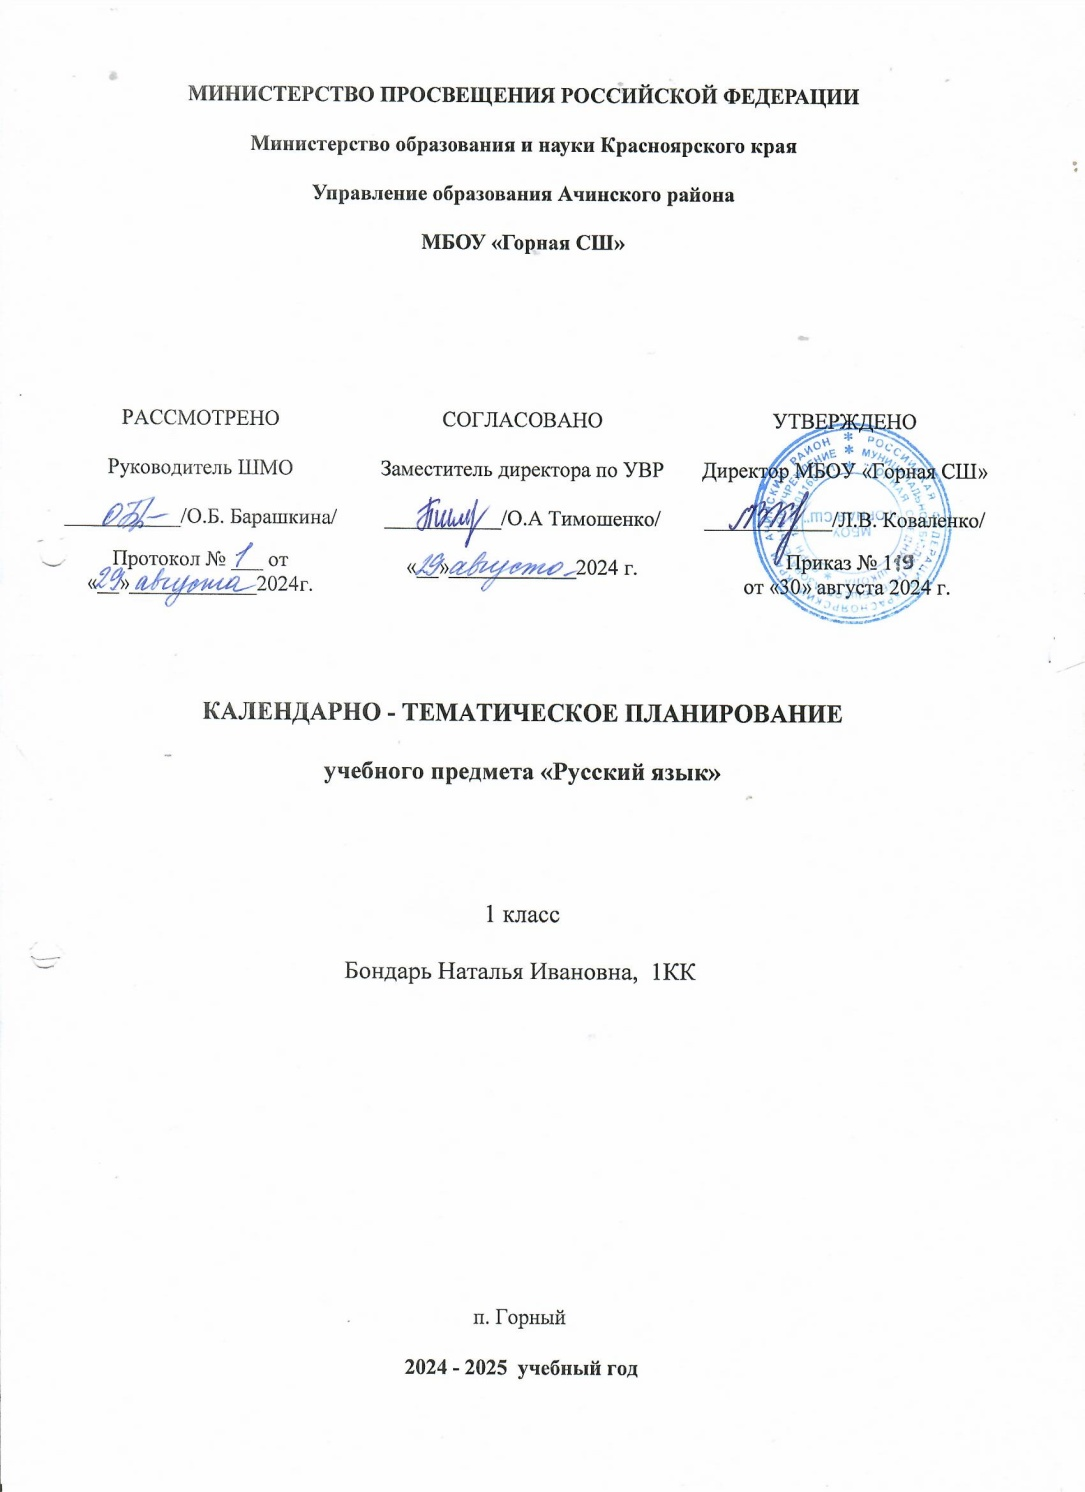 МИНИСТЕРСТВО ПРОСВЕЩЕНИЯ РОССИЙСКОЙ ФЕДЕРАЦИИ
Министерство образования и науки Красноярского края
Управление образования Ачинского района
МБОУ «Горная СШ»
РАССМОТРЕНО
Руководитель ШМО
/О.Б. Барашкина/
Протокол № 1 от
«29» августа 2024г.
СОГЛАСОВАНО
Заместитель директора по УВР
/О.А Тимошенко/
«29» августа 2024 г.
УТВЕРЖДЕНО
Директор МБОУ «Горная СШ»
/Л.В. Коваленко/
Приказ № 119
от «30» августа 2024 г.
КАЛЕНДАРНО - ТЕМАТИЧЕСКОЕ ПЛАНИРОВАНИЕ
учебного предмета «Русский язык»
1 класс
Бондарь Наталья Ивановна, 1КК
п. Горный
2024 - 2025 учебный год